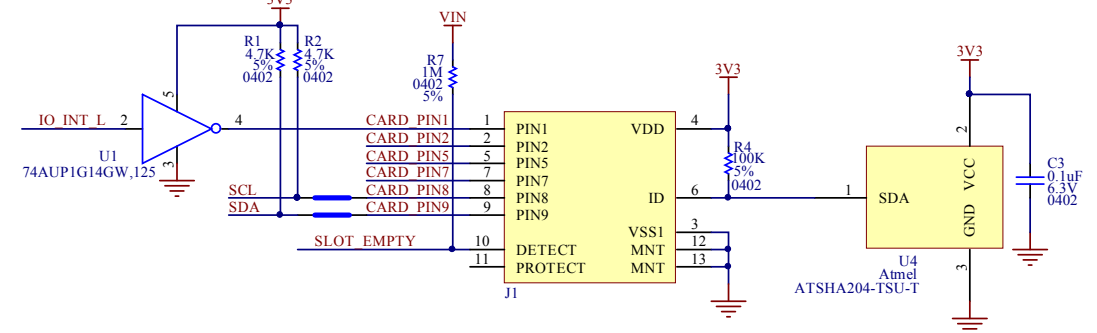 3V3
R1
4.7K
5%
0402
R2
4.7K
5%
0402
VIN
R7
1M
0402
5%
5
IO_INT_L
2
4
3
U1
74AUP1G14GW,125
CARD_PIN1
1
PIN1
CARD_PIN2
2
PIN2
CARD_PIN5
5
PIN5
CARD_PIN7
7
PIN7
SCL
CARD_PIN8
8
PIN8
SDA
CARD_PIN9
9
PIN9
SLOT_EMPTY
10
DETECT
11
PROTECT
J1
VDD
4
ID
6
VSS1
3
MNT
12
MNT
13
3V3
R4
100K
5%
0402
3V3
2
VCC
1
SDA
GND
3
U4
Atmel
ATSHA204-TSU-T
C3
0.1uF
6.3V
0402